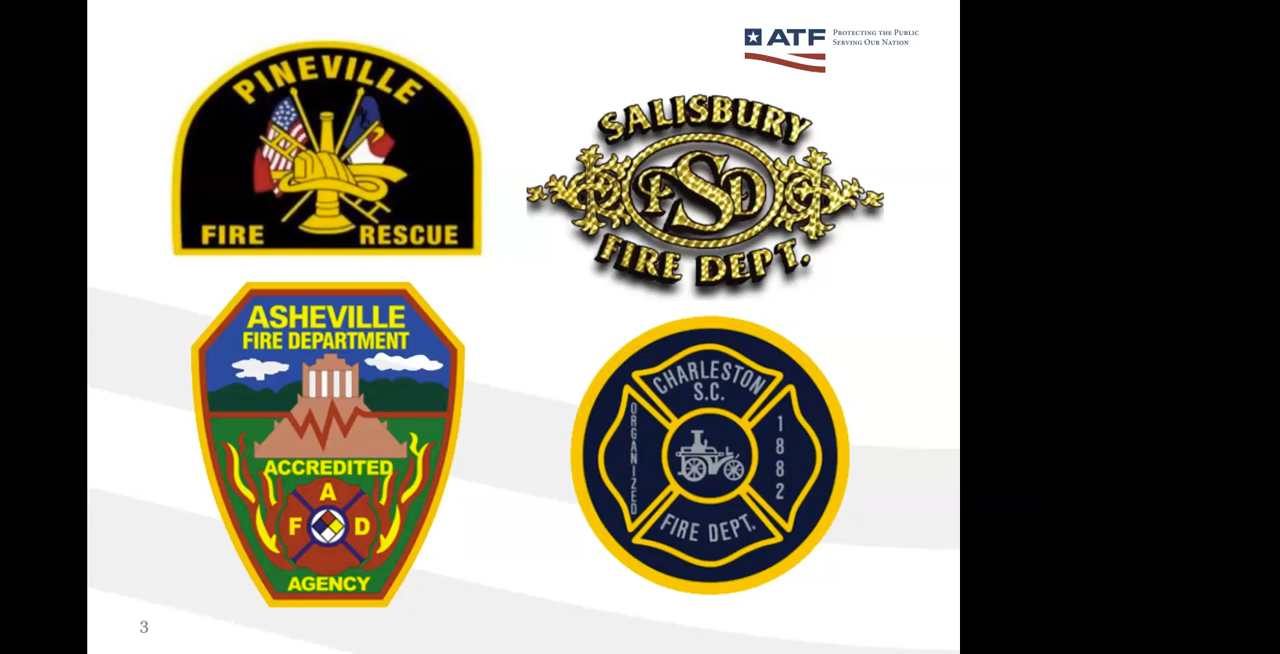 ATF
PROTECTING THE PUBLIC
SERVING OUR NATION
PINEVILLE
FIRE RESCUE
SALISBURY
FSD
FIRE DEPT.
ASHEVILLE
FIRE DEPARTMENT
ACCREDITED
A
F D
AGENCY
CHARLESTON
S.C.
ORGANIZED
1882
FIRE DEPT.
3